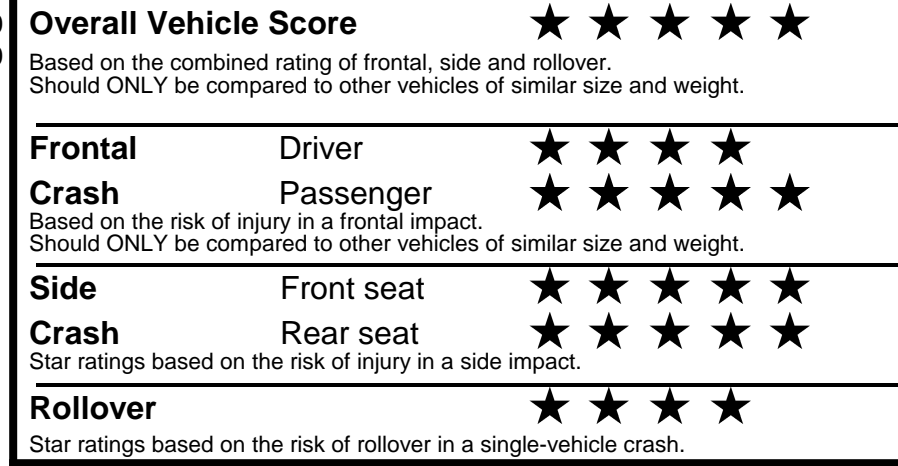 Overall Vehicle Score ★ ★ ★ ★ ★
Based on the combined rating of frontal, side and rollover.
Should ONLY be compared to other vehicles of similar size and weight.
Frontal Driver ★ ★ ★ ★
Crash Passenger ★ ★ ★ ★ ★
Based on the risk of injury in a frontal impact.
Should ONLY be compared to other vehicles of similar size and weight.
Side Front seat ★ ★ ★ ★ ★
Crash Rear seat ★ ★ ★ ★ ★
Star ratings based on the risk of injury in a side impact.
Rollover ★ ★ ★ ★
Star ratings based on the risk of rollover in a single-vehicle crash.